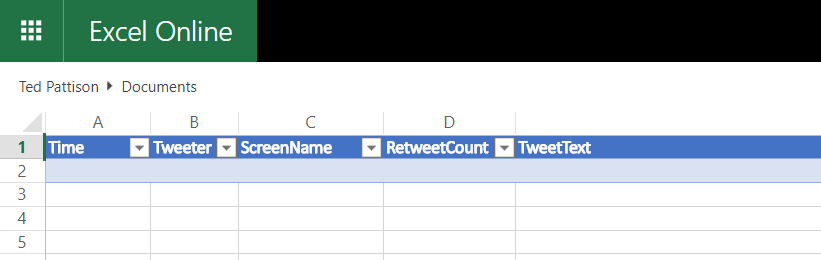 Excel Online
Ted Pattison Documents
A B C D
1 Time Tweeter ScreenName RetweetCount TweetText
2
3
4
5